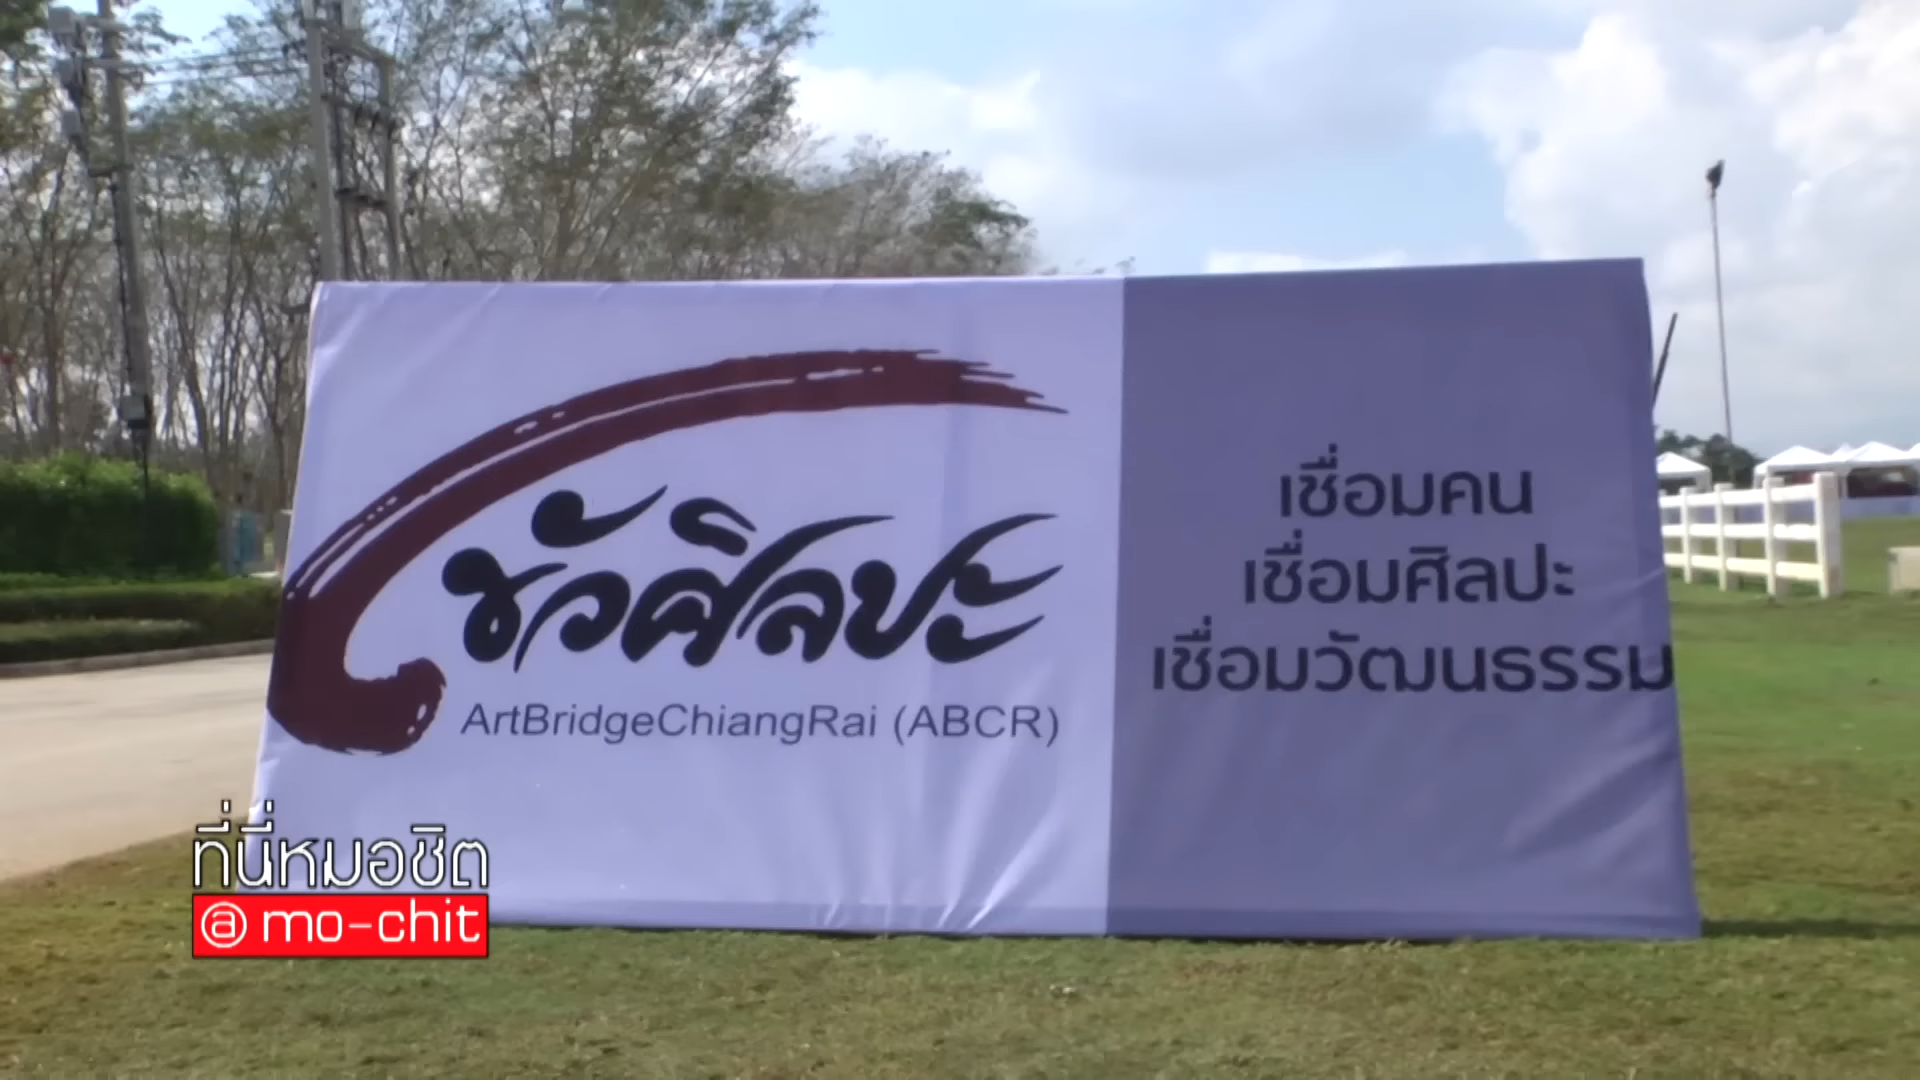 ขัวศิลปะ
ArtBridgeChiangRai (ABCR)
เชื่อมคน
เชื่อมศิลปะ
เชื่อมวัฒนธรรม
ที่นี่หมอชิต
@ mo-chit